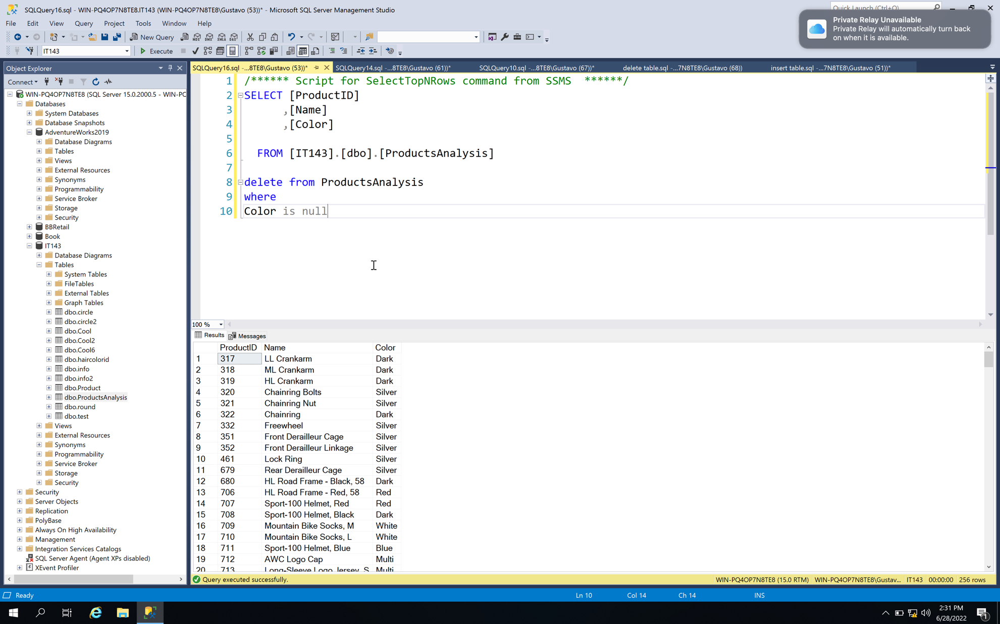 SQLQuery16.sql - WIN-PQ4OP7N8TE8.IT143 (WIN-PQ4OP7N8TE8\Gustavo (53))* - Microsoft SQL Server Management Studio
Quick Launch (Ctrl+Q)
Private Relay Unavailable
Private Relay will automatically turn back
on when it is available.
File Edit View Query Project Tools Window Help
New Query
MDX DMX XMLA DAX
IT143
Execute
Object Explorer
SQLQuery16.sql -...8TE8\Gustavo (53))*
SQLQuery14.sql -...8TE8\Gustavo (61))*
SQLQuery10.sql -...8TE8\Gustavo (67))*
delete table.sql -...7N8TE8\Gustavo (68))
insert table.sql -...7N8TE8\Gustavo (51))*
Connect
WIN-PQ4OP7N8TE8 (SQL Server 15.0.2000.5 - WIN-PC
Databases
System Databases
Database Snapshots
AdventureWorks2019
Database Diagrams
Tables
Views
External Resources
Synonyms
Programmability
Service Broker
Storage
Security
BBRetail
Book
IT143
Database Diagrams
Tables
System Tables
FileTables
External Tables
Graph Tables
dbo.circle
dbo.circle2
dbo.Cool
dbo.Cool2
dbo.Cool6
dbo.haircolorid
dbo.info
dbo.info2
dbo.Product
dbo.ProductsAnalysis
dbo.round
dbo.test
Views
External Resources
Synonyms
Programmability
Service Broker
Storage
Security
Security
Server Objects
Replication
PolyBase
Always On High Availability
Management
Integration Services Catalogs
SQL Server Agent (Agent XPs disabled)
XEvent Profiler
1 /****** Script for SelectTopNRows command from SSMS  ******/
2 SELECT [ProductID]
3 ,[Name]
4 ,[Color]
5
6 FROM [IT143].[dbo].[ProductsAnalysis]
7
8 delete from ProductsAnalysis
9 where
10 Color is null
100 %
Results Messages
ProductID Name Color
1 317 LL Crankarm Dark
2 318 ML Crankarm Dark
3 319 HL Crankarm Dark
4 320 Chainring Bolts Silver
5 321 Chainring Nut Silver
6 322 Chainring Dark
7 332 Freewheel Silver
8 351 Front Derailleur Cage Silver
9 352 Front Derailleur Linkage Silver
10 461 Lock Ring Silver
11 679 Rear Derailleur Cage Silver
12 680 HL Road Frame - Black, 58 Dark
13 706 HL Road Frame - Red, 58 Red
14 707 Sport-100 Helmet, Red Red
15 708 Sport-100 Helmet, Black Dark
16 709 Mountain Bike Socks, M White
17 710 Mountain Bike Socks, L White
18 711 Sport-100 Helmet, Blue Blue
19 712 AWC Logo Cap Multi
20 713 Long-Sleeve Logo Jersey, S Multi
Query executed successfully.
WIN-PQ4OP7N8TE8 (15.0 RTM) WIN-PQ4OP7N8TE8\Gustav... IT143 00:00:00 256 rows
Ready
Ln 10 Col 14 Ch 14 INS
2:31 PM
6/28/2022
1